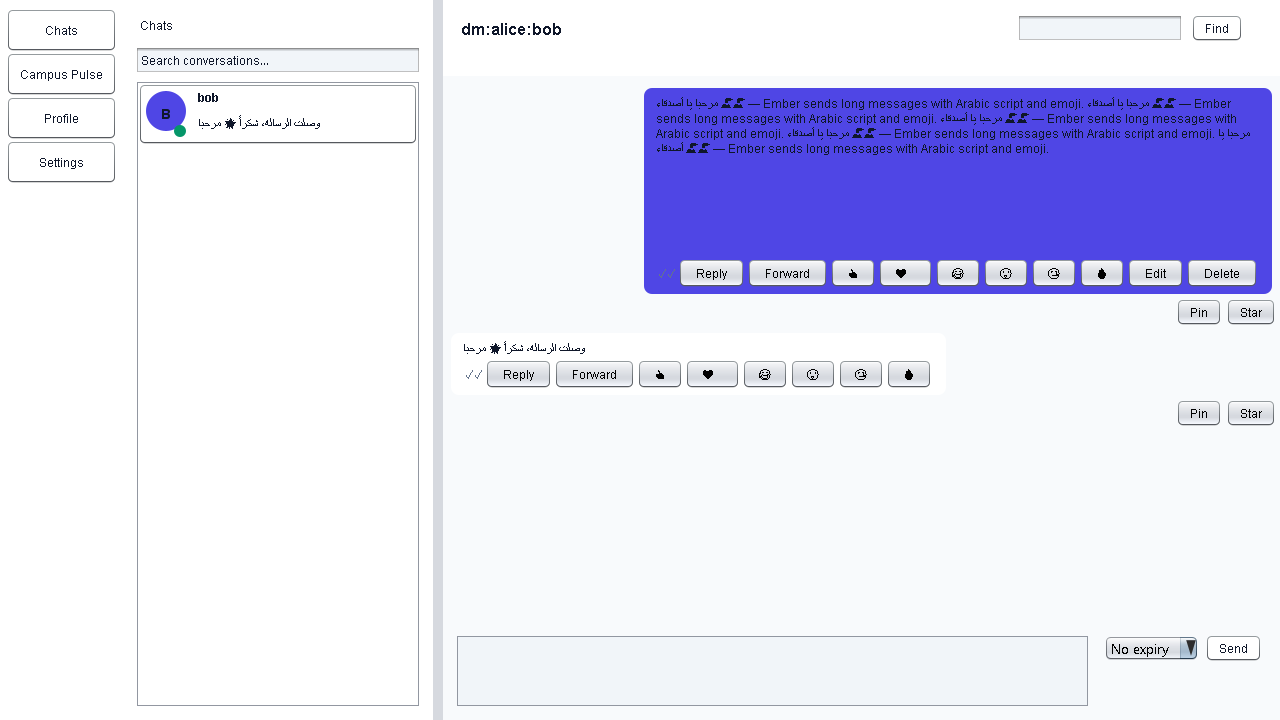 Chats
Campus Pulse
Profile
Settings
Chats
Search conversations...
B
bob
وصلت الرسالة، شكراً 🌟 مرحبا
dm:alice:bob
Find
مرحبا يا أصدقاء — Ember sends long messages with Arabic script and emoji. مرحبا يا أصدقاء — Ember
sends long messages with Arabic script and emoji. مرحبا يا أصدقاء — Ember sends long messages with
Arabic script and emoji. مرحبا يا أصدقاء — Ember sends long messages with Arabic script and emoji. مرحبا يا
أصدقاء — Ember sends long messages with Arabic script and emoji.
✓✓ Reply Forward Edit Delete
Pin Star
وصلت الرسالة، شكراً 🌟 مرحبا
✓✓ Reply Forward
Pin Star
No expiry Send